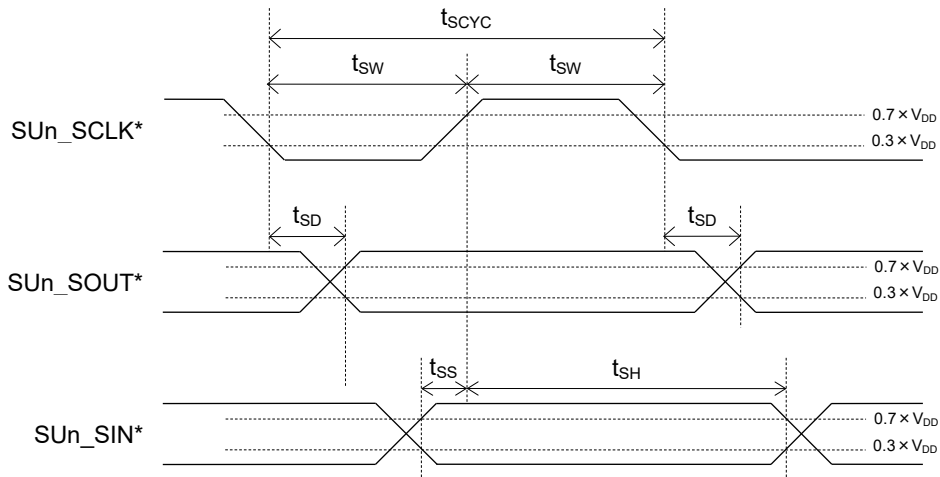 tSCYC
tSW tSW
SUn_SCLK*
0.7 × VDD
0.3 × VDD
tSD tSD
SUn_SOUT*
0.7 × VDD
0.3 × VDD
tSS tSH
SUn_SIN*
0.7 × VDD
0.3 × VDD